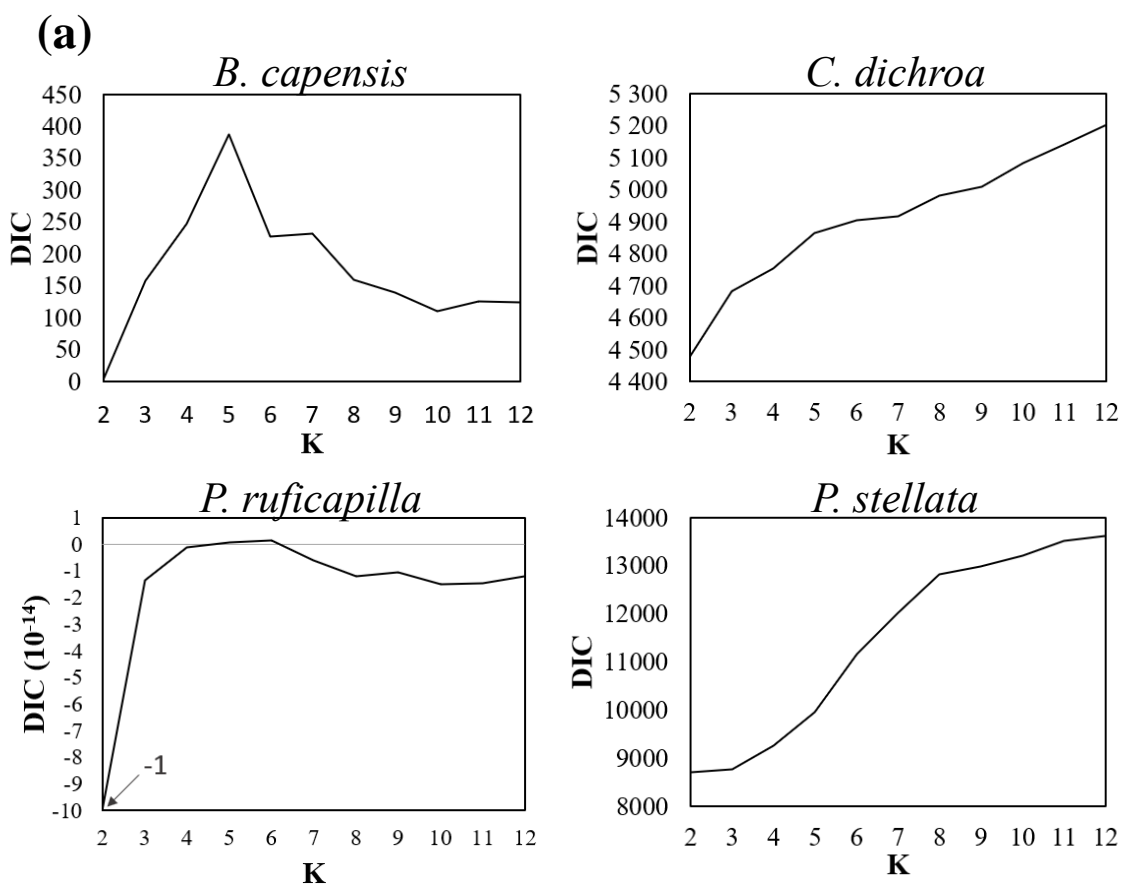 (a)
B. capensis
450
400
350
300
250
200
150
100
50
0
DIC
2 3 4 5 6 7 8 9 10 11 12
K
C. dichroa
5 300
5 200
5 100
5 000
4 900
4 800
4 700
4 600
4 500
4 400
DIC
2 3 4 5 6 7 8 9 10 11 12
K
P. ruficapilla
1
0
-1
-2
-3
-4
-5
-6
-7
-8
-9
-10
DIC (10⁻¹⁴)
-1
2 3 4 5 6 7 8 9 10 11 12
K
P. stellata
14000
13000
12000
11000
10000
9000
8000
DIC
2 3 4 5 6 7 8 9 10 11 12
K